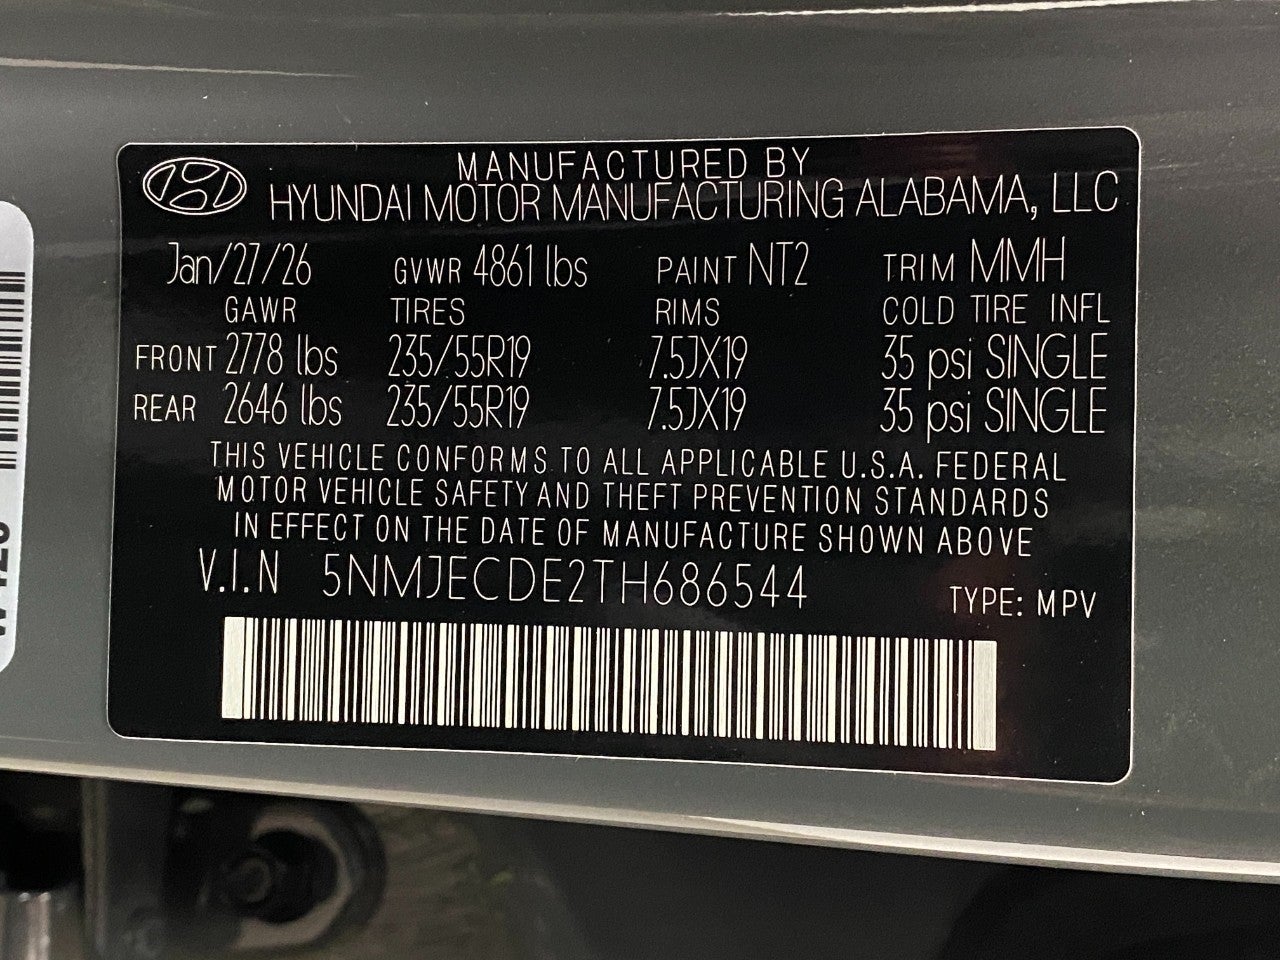 MANUFACTURED BY
HYUNDAI MOTOR MANUFACTURING ALABAMA, LLC
Jan/27/26 GVWR 4861 lbs PAINT NT2 TRIM MMH
GAWR TIRES RIMS COLD TIRE INFL
FRONT 2778 lbs 235/55R19 7.5JX19 35 psi SINGLE
REAR 2646 lbs 235/55R19 7.5JX19 35 psi SINGLE
THIS VEHICLE CONFORMS TO ALL APPLICABLE U.S.A. FEDERAL
MOTOR VEHICLE SAFETY AND THEFT PREVENTION STANDARDS
IN EFFECT ON THE DATE OF MANUFACTURE SHOWN ABOVE
V.I.N 5NMJECDE2TH686544 TYPE: MPV